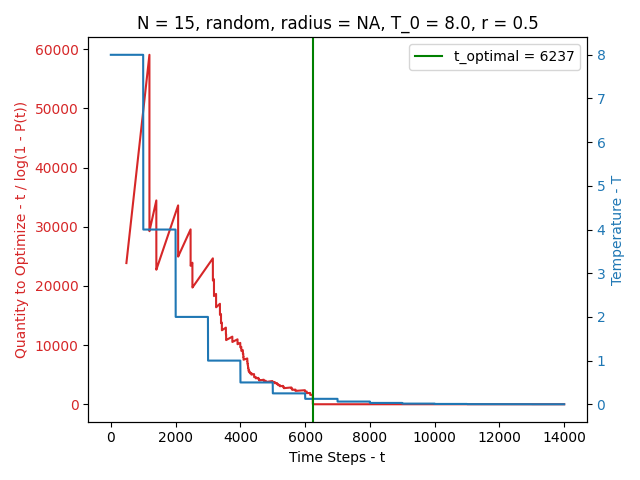 N = 15, random, radius = NA, T_0 = 8.0, r = 0.5
t_optimal = 6237
60000
50000
40000
30000
20000
10000
0
Quantity to Optimize - t / log(1 - P(t))
8
7
6
5
4
3
2
1
0
Temperature - T
0 2000 4000 6000 8000 10000 12000 14000
Time Steps - t